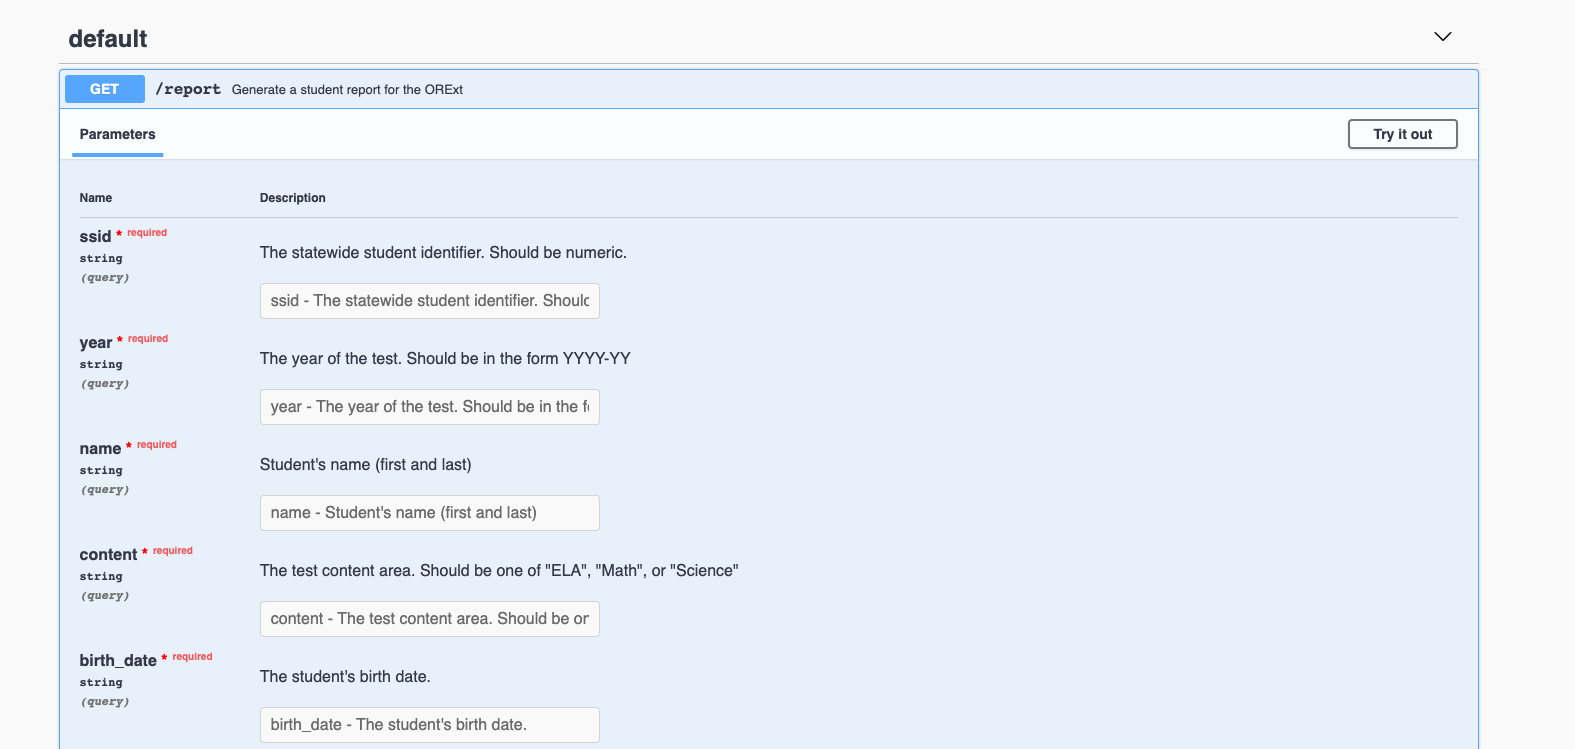 default
GET /report Generate a student report for the ORExt
Parameters Try it out
Name Description
ssid * required
string
(query)
The statewide student identifier. Should be numeric.
ssid - The statewide student identifier. Should
year * required
string
(query)
The year of the test. Should be in the form YYYY-YY
year - The year of the test. Should be in the fo
name * required
string
(query)
Student's name (first and last)
name - Student's name (first and last)
content * required
string
(query)
The test content area. Should be one of "ELA", "Math", or "Science"
content - The test content area. Should be on
birth_date * required
string
(query)
The student's birth date.
birth_date - The student's birth date.